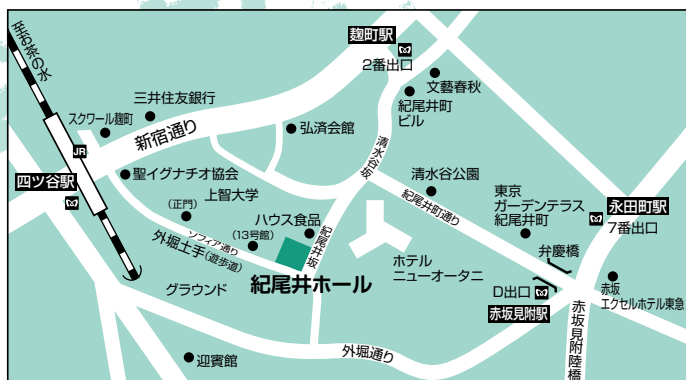 至お茶の水
麹町駅
2番出口
文藝春秋
紀尾井町
ビル
三井住友銀行
スクワール麹町
新宿通り
弘済会館
清水谷坂
JR
四ツ谷駅
聖イグナチオ協会
上智大学
(正門)
(13号館)
ソフィア通り
外堀土手(遊歩道)
ハウス食品
紀尾井坂
紀尾井ホール
グラウンド
清水谷公園
紀尾井町通り
東京
ガーデンテラス
紀尾井町
永田町駅
7番出口
弁慶橋
ホテル
ニューオータニ
D出口
赤坂見附駅
赤坂
エクセルホテル東急
赤坂見附陸橋
外堀通り
迎賓館